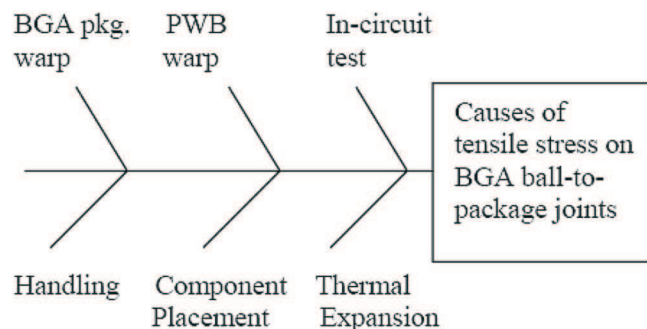 BGA pkg.
warp
PWB
warp
In-circuit
test
Causes of
tensile stress on
BGA ball-to-
package joints
Handling
Component
Placement
Thermal
Expansion